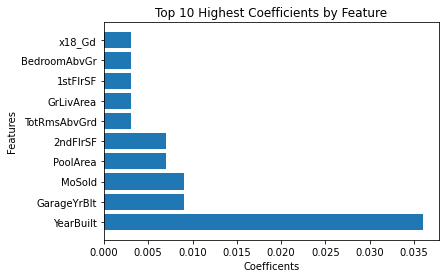 Top 10 Highest Coefficients by Feature
x18_Gd
BedroomAbvGr
1stFlrSF
GrLivArea
TotRmsAbvGrd
2ndFlrSF
PoolArea
MoSold
GarageYrBlt
YearBuilt
Features
0.000 0.005 0.010 0.015 0.020 0.025 0.030 0.035
Coefficents